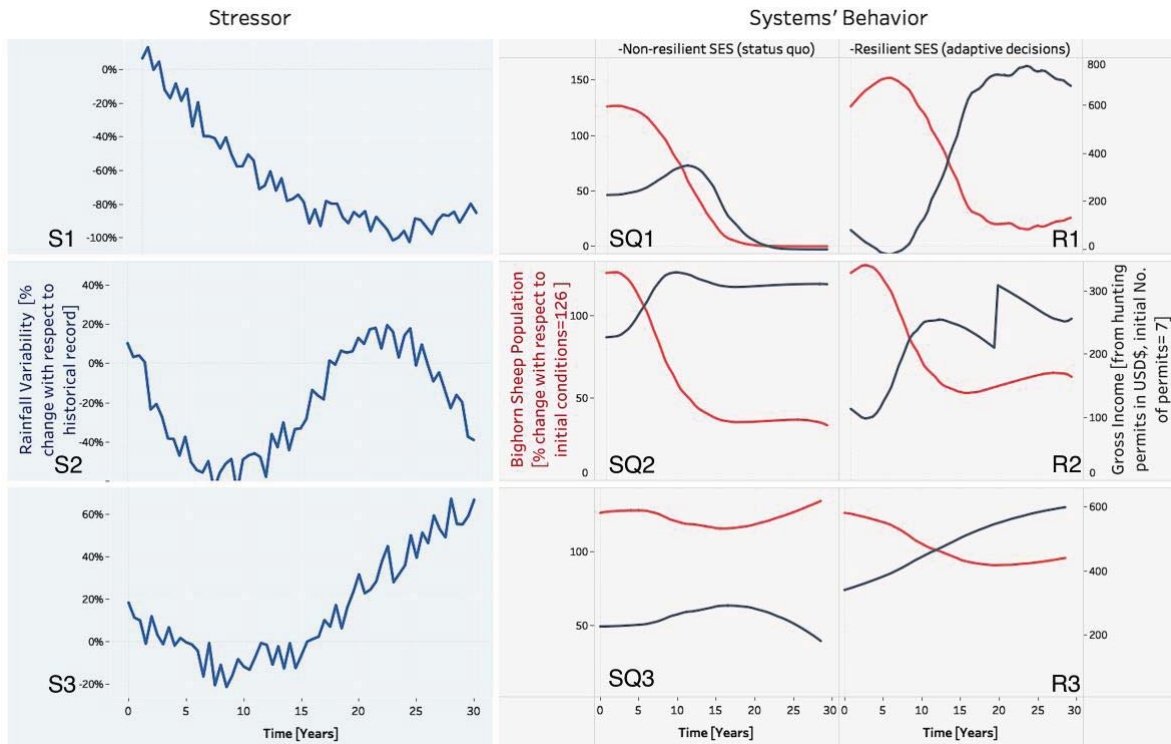 Stressor
Systems' Behavior
-Non-resilient SES (status quo)
-Resilient SES (adaptive decisions)
0%
-20%
-40%
-60%
-80%
-100%
S1
150
100
50
0
SQ1
800
600
400
200
0
R1
Rainfall Variability [%
change with respect to
historical record]
40%
20%
0%
-20%
-40%
S2
Bighorn Sheep Population
[% change with respect to
initial conditions=126]
100
50
0
SQ2
300
200
100
0
R2
Gross Income [from hunting
permits in USD$, initial No.
of permits= 7]
60%
40%
20%
0%
-20%
S3
0 5 10 15 20 25 30
Time [Years]
100
50
SQ3
0 5 10 15 20 25 30
Time [Years]
600
400
200
R3
0 5 10 15 20 25 30
Time [Years]